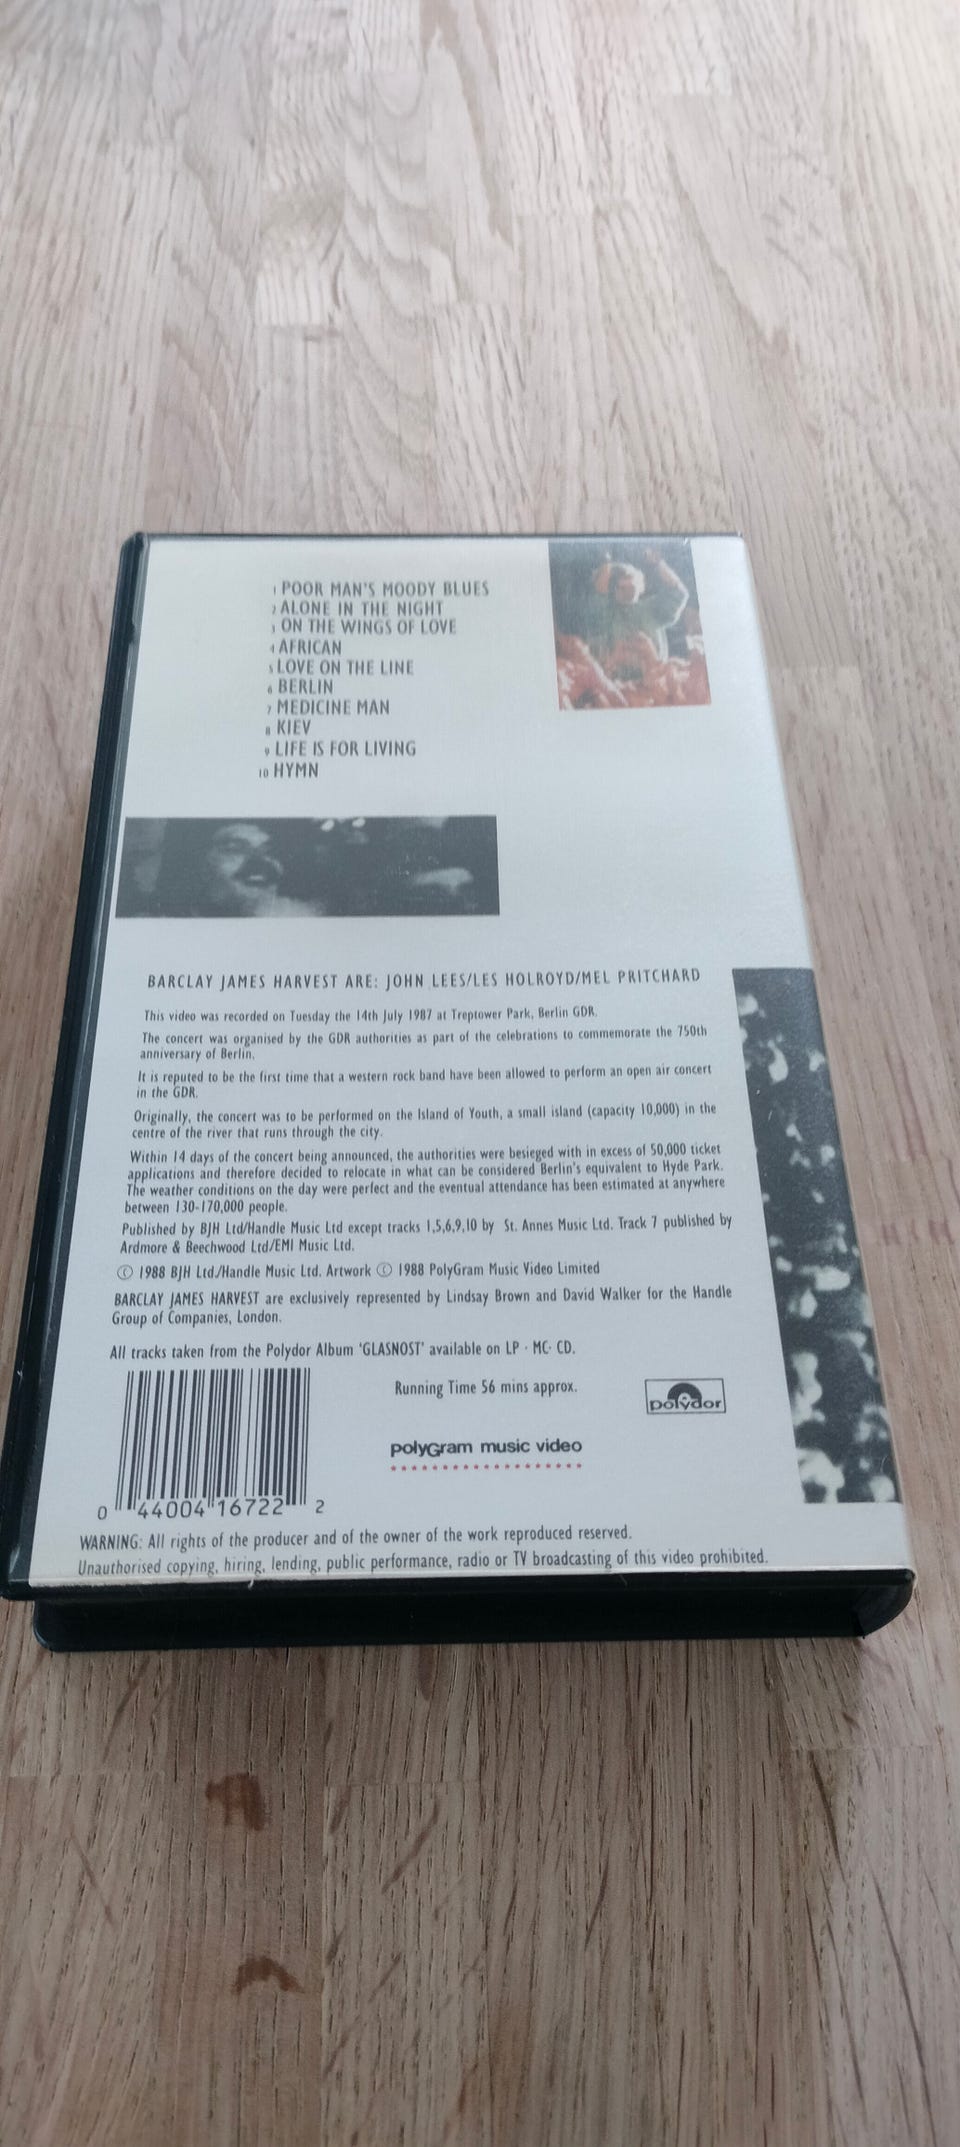 1 POOR MAN'S MOODY BLUES
2 ALONE IN THE NIGHT
3 ON THE WINGS OF LOVE
4 AFRICAN
5 LOVE ON THE LINE
6 BERLIN
7 MEDICINE MAN
8 KIEV
9 LIFE IS FOR LIVING
10 HYMN
BARCLAY JAMES HARVEST ARE: JOHN LEES/LES HOLROYD/MEL PRITCHARD
This video was recorded on Tuesday the 14th July 1987 at Treptower Park, Berlin GDR.
The concert was organised by the GDR authorities as part of the celebrations to commemorate the 750th
anniversary of Berlin.
It is reputed to be the first time that a western rock band have been allowed to perform an open air concert
in the GDR.
Originally, the concert was to be performed on the Island of Youth, a small island (capacity 10,000) in the
centre of the river that runs through the city.
Within 14 days of the concert being announced, the authorities were besieged with in excess of 50,000 ticket
applications and therefore decided to relocate in what can be considered Berlin's equivalent to Hyde Park.
The weather conditions on the day were perfect and the eventual attendance has been estimated at anywhere
between 130-170,000 people.
Published by BJH Ltd/Handle Music Ltd except tracks 1,5,6,9,10 by St. Annes Music Ltd. Track 7 published by
Ardmore & Beechwood Ltd/EMI Music Ltd.
© 1988 BJH Ltd./Handle Music Ltd. Artwork © 1988 PolyGram Music Video Limited
BARCLAY JAMES HARVEST are exclusively represented by Lindsay Brown and David Walker for the Handle
Group of Companies, London.
All tracks taken from the Polydor Album 'GLASNOST' available on LP · MC· CD.
Running Time 56 mins approx.
polydor
polyGram music video
0 44004 16722 2
WARNING: All rights of the producer and of the owner of the work reproduced reserved.
Unauthorised copying, hiring, lending, public performance, radio or TV broadcasting of this video prohibited.